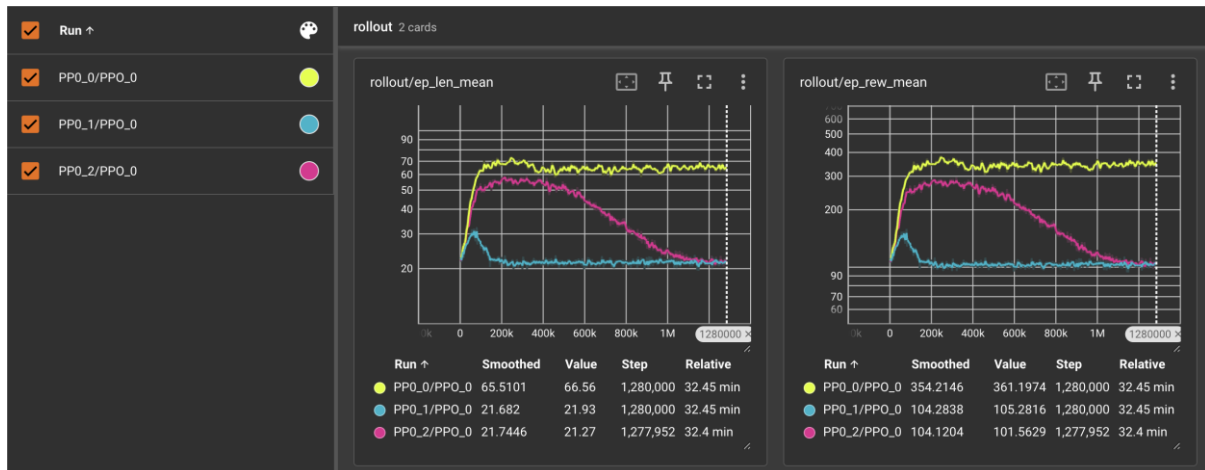 Run ↑
PP0_0/PPO_0
PP0_1/PPO_0
PP0_2/PPO_0
rollout 2 cards
rollout/ep_len_mean
90
70
60
50
40
30
20
0k 0 200k 400k 600k 800k 1M 1280000 ×
Run ↑ Smoothed Value Step Relative
PP0_0/PPO_0 65.5101 66.56 1,280,000 32.45 min
PP0_1/PPO_0 21.682 21.93 1,280,000 32.45 min
PP0_2/PPO_0 21.7446 21.27 1,277,952 32.4 min
rollout/ep_rew_mean
600
500
400
300
200
90
70
60
0k 0 200k 400k 600k 800k 1M 1280000 ×
Run ↑ Smoothed Value Step Relative
PP0_0/PPO_0 354.2146 361.1974 1,280,000 32.45 min
PP0_1/PPO_0 104.2838 105.2816 1,280,000 32.45 min
PP0_2/PPO_0 104.1204 101.5629 1,277,952 32.4 min